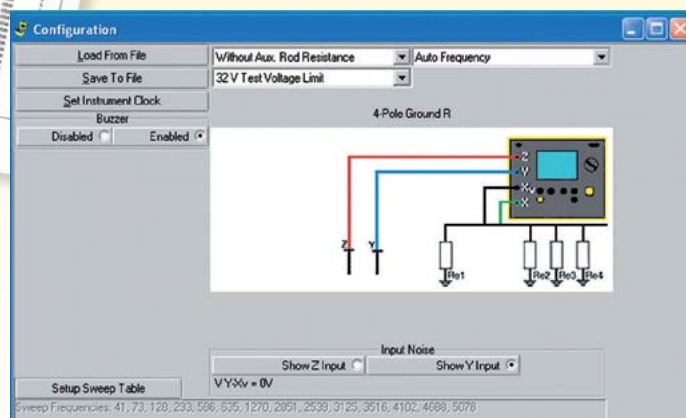 Configuration
Load From File
Without Aux. Rod Resistance
Auto Frequency
Save To File
32 V Test Voltage Limit
Set Instrument Clock
Buzzer
Disabled
Enabled
4-Pole Ground R
Z
Y
Xv
X
Z
Y
Re1
Re2
Re3
Re4
Input Noise
Show Z Input
Show Y Input
V Y-Xv = 0V
Setup Sweep Table
Sweep Frequencies: 41, 73, 128, 293, 586, 635, 1270, 2051, 2539, 3125, 3516, 4102, 4688, 5078